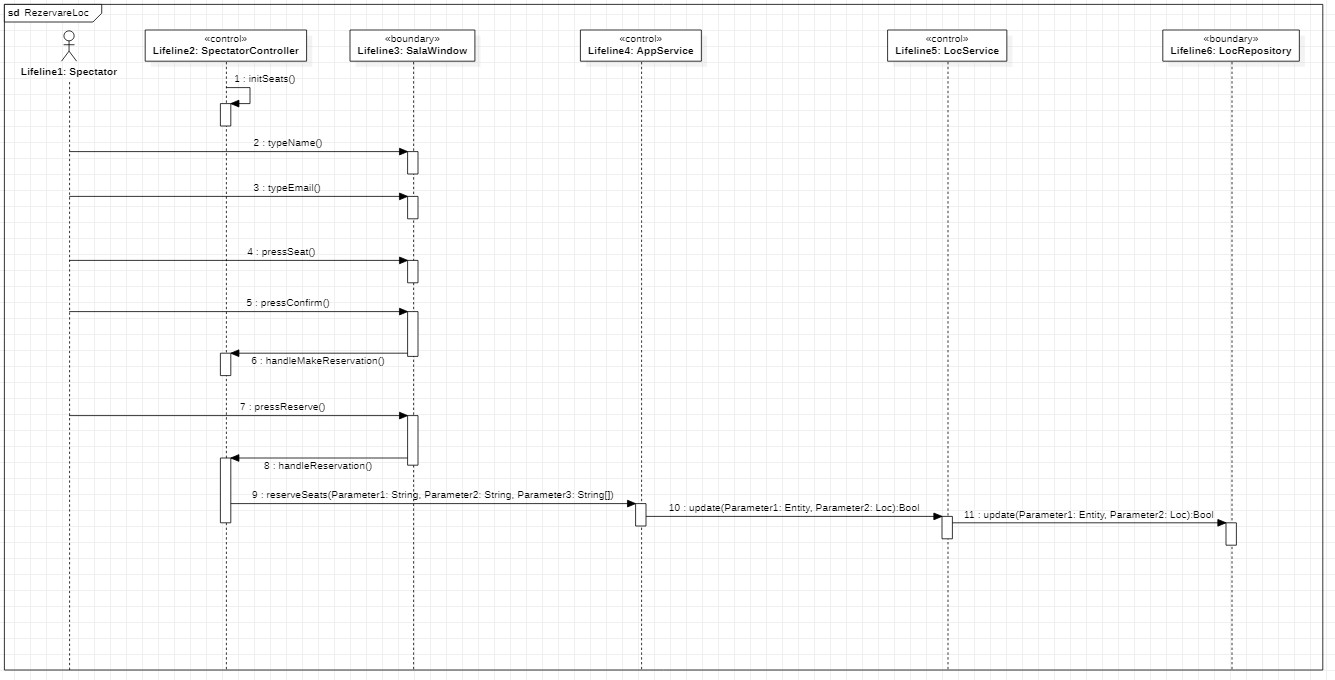 sd RezervareLoc
Lifeline1: Spectator
«control»
Lifeline2: SpectatorController
«boundary»
Lifeline3: SalaWindow
«control»
Lifeline4: AppService
«control»
Lifeline5: LocService
«boundary»
Lifeline6: LocRepository
1 : initSeats()
2 : typeName()
3 : typeEmail()
4 : pressSeat()
5 : pressConfirm()
6 : handleMakeReservation()
7 : pressReserve()
8 : handleReservation()
9 : reserveSeats(Parameter1: String, Parameter2: String, Parameter3: String[])
10 : update(Parameter1: Entity, Parameter2: Loc):Bool
11 : update(Parameter1: Entity, Parameter2: Loc):Bool